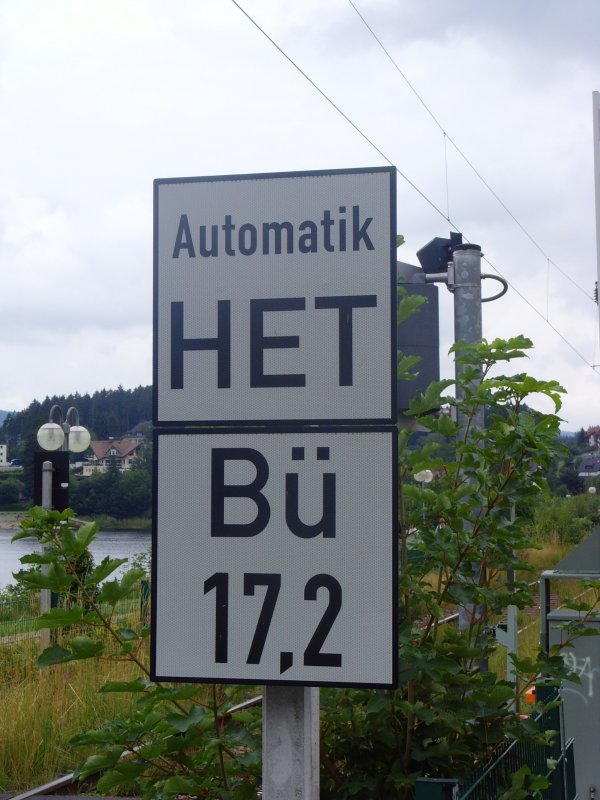 Automatik
HET
Bü
17,2